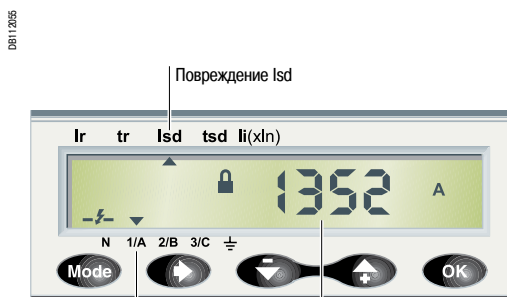 DB112055
Повреждение Isd
Ir tr Isd tsd Ii(xIn)
1352 A
N 1/A 2/B 3/C
Mode OK